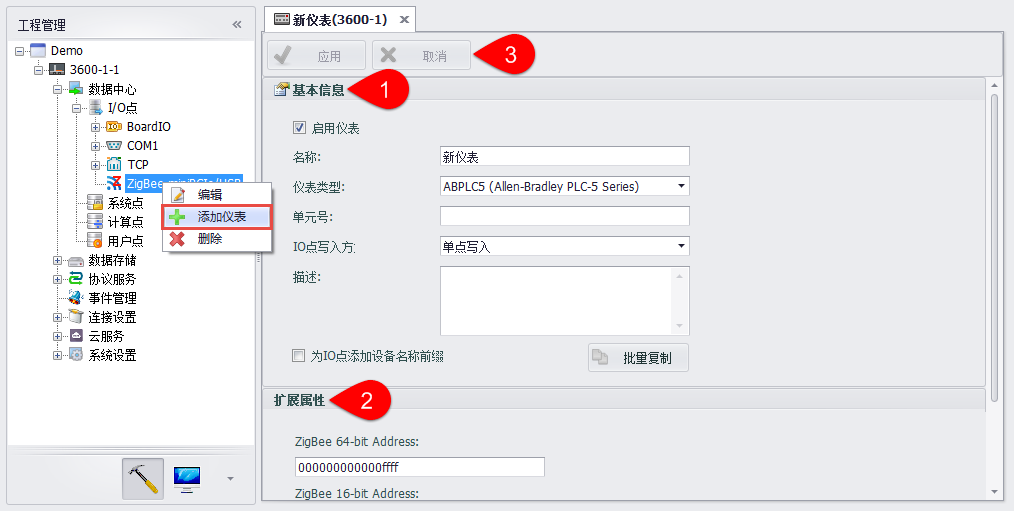 工程管理
Demo
3600-1-1
数据中心
I/O点
BoardIO
COM1
TCP
ZigBee miniPCIe/USB
系统点
计算点
用户点
数据存储
协议服务
事件管理
连接设置
云服务
系统设置
编辑
添加仪表
删除
新仪表(3600-1)
应用
取消
3
基本信息
1
启用仪表
名称:
新仪表
仪表类型:
ABPLC5 (Allen-Bradley PLC-5 Series)
单元号:
IO点写入方:
单点写入
描述:
为IO点添加设备名称前缀
批量复制
扩展属性
2
ZigBee 64-bit Address:
000000000000ffff
ZigBee 16-bit Address: